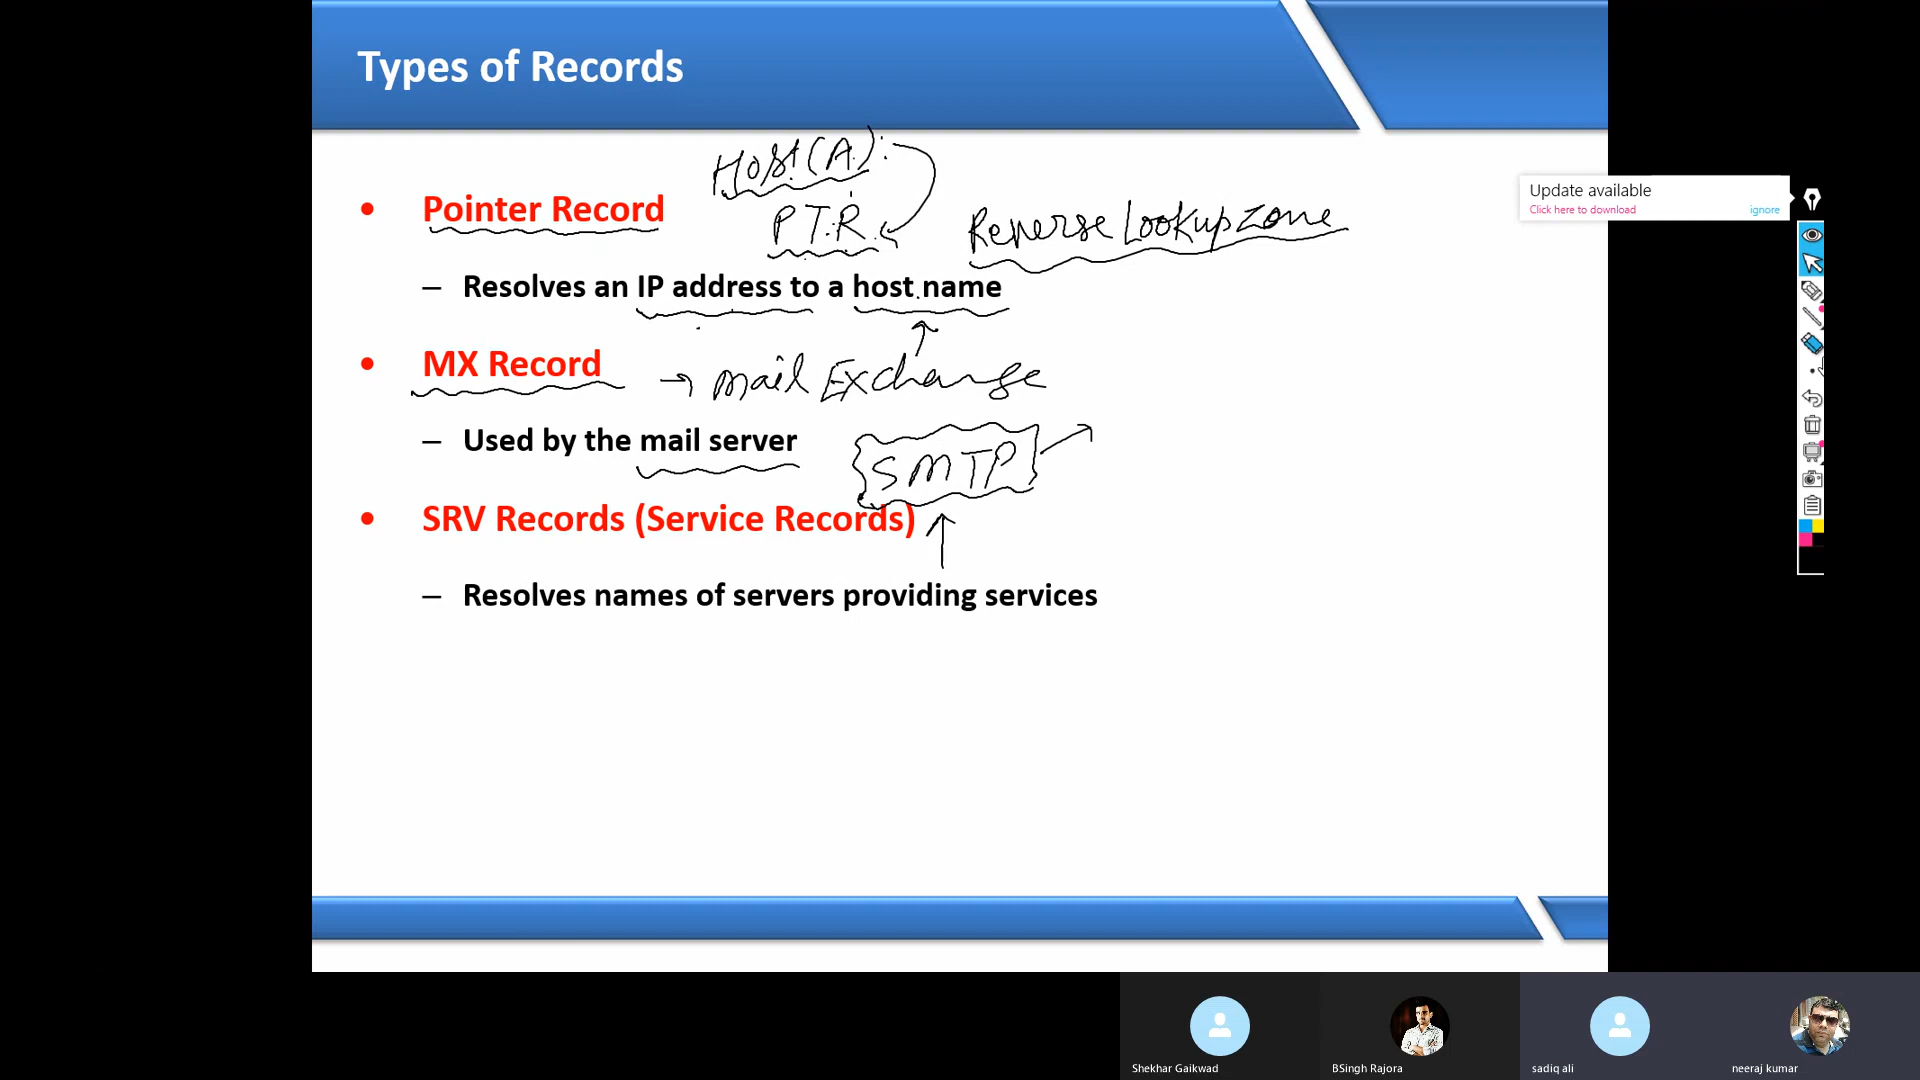 Types of Records
Host(A):
• Pointer Record
PTR
Reverse Lookup Zone
– Resolves an IP address to a host name
• MX Record
→ mail Exchange
– Used by the mail server
SMTP
• SRV Records (Service Records)
– Resolves names of servers providing services
Update available
Click here to download ignore
Shekhar Gaikwad
BSingh Rajora
sadiq ali
neeraj kumar